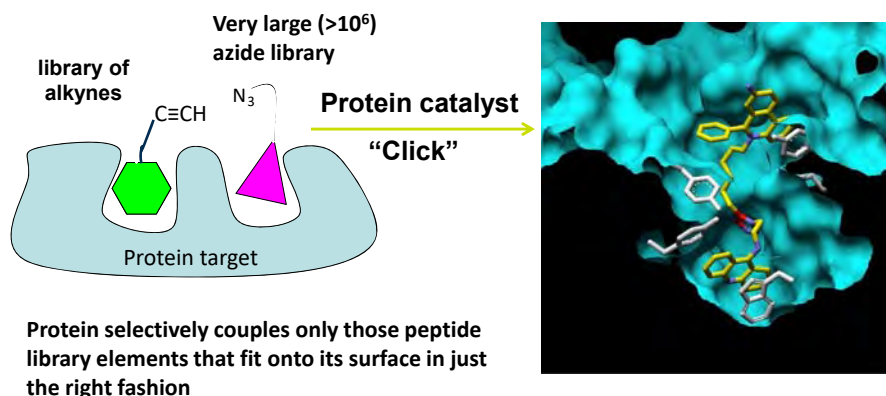 Very large (>10⁶)
azide library
library of
alkynes
N₃
C≡CH
Protein catalyst
“Click”
Protein target
Protein selectively couples only those peptide
library elements that fit onto its surface in just
the right fashion